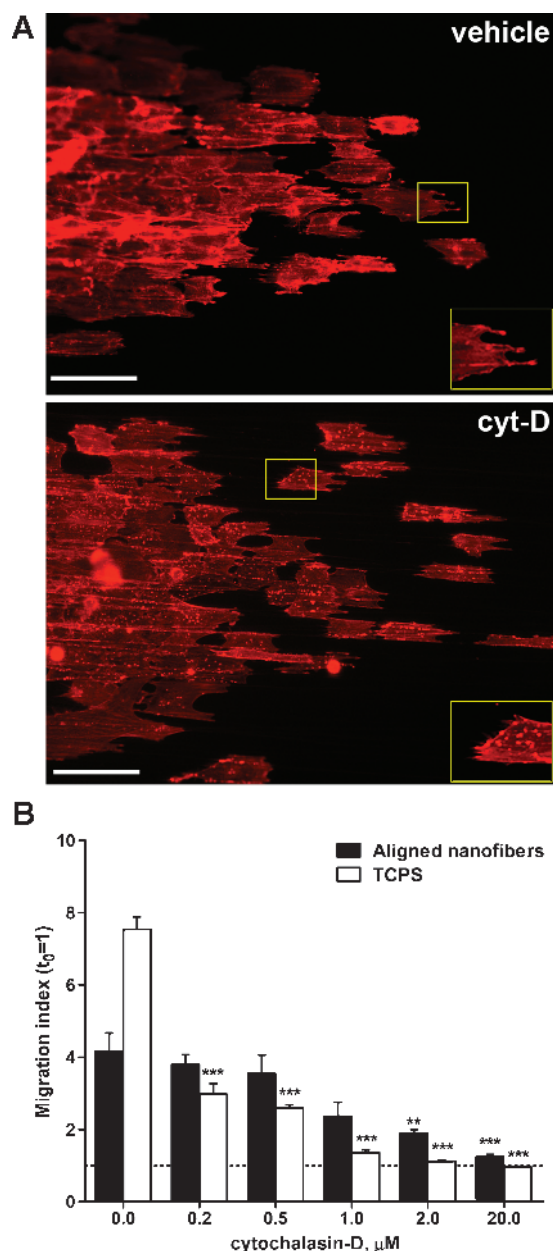 A
vehicle
cyt-D
B
10
8
6
4
2
0
Migration index (t₀=1)
Aligned nanofibers
TCPS
***
***
***
** ***
*** ***
0.0 0.2 0.5 1.0 2.0 20.0
cytochalasin-D, μM